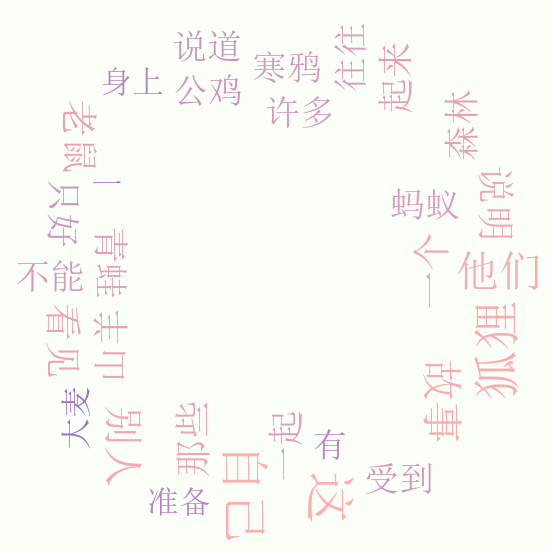 说道
寒鸦
往往
起来
身上
公鸡
许多
森林
老鼠
一
只好
蚂蚁
说明
青蛙
一个
不能
他们
看见
山羊
狐狸
故事
大麦
别人
那些
一起
有
自己
这
受到
准备